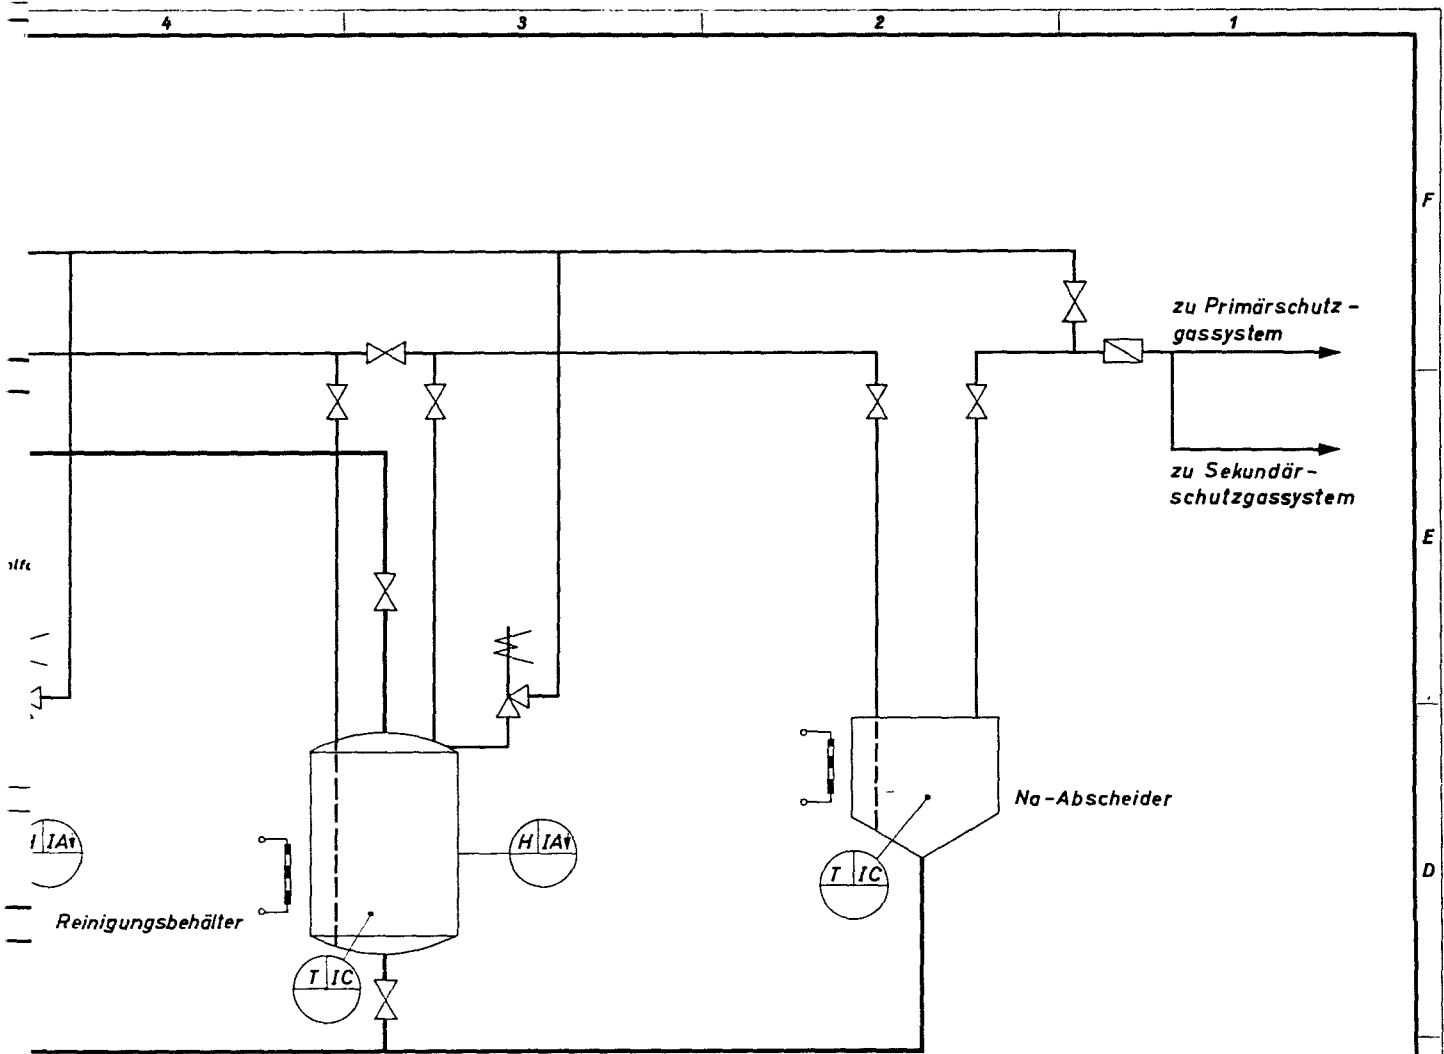 4 3 2 1
F
zu Primärschutz-
gassystem
zu Sekundär-
schutzgassystem
E
Na-Abscheider
IA H IA
T IC
D
Reinigungsbehälter
T IC